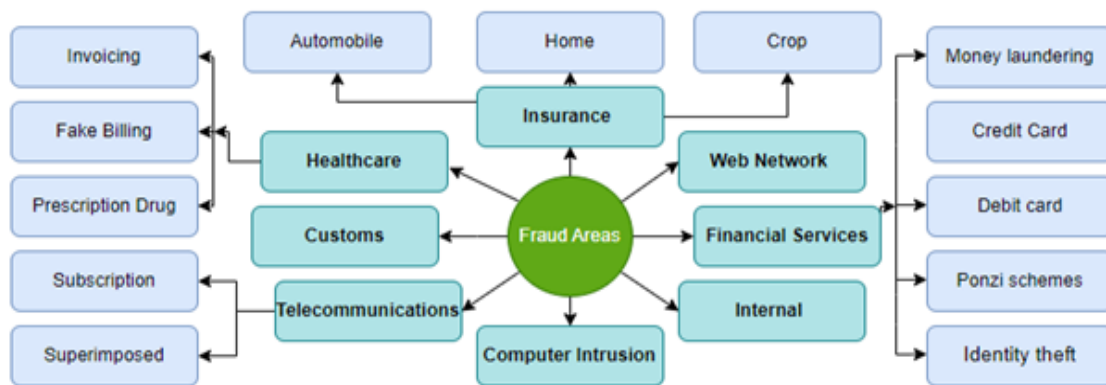 Automobile
Home
Crop
Invoicing
Money laundering
Insurance
Fake Billing
Credit Card
Healthcare
Web Network
Prescription Drug
Debit card
Customs
Fraud Areas
Financial Services
Subscription
Ponzi schemes
Telecommunications
Internal
Superimposed
Computer Intrusion
Identity theft